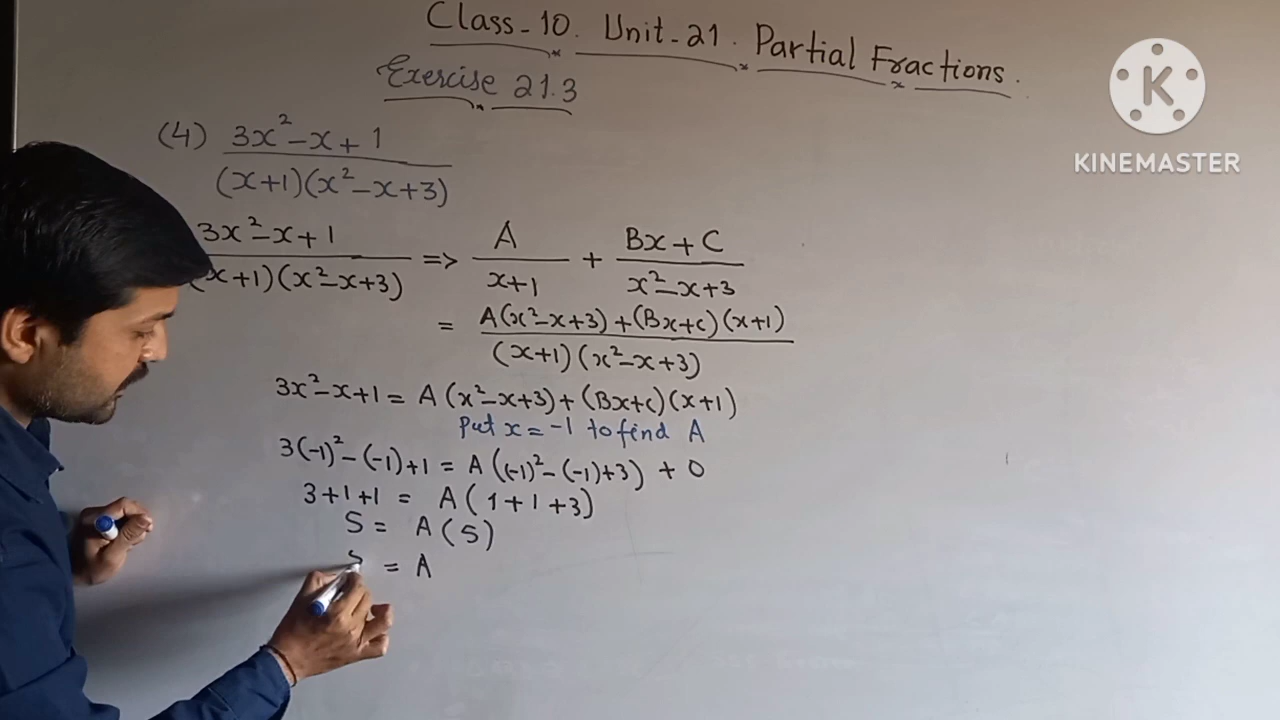 Class-10. Unit-21. Partial Fractions.
Exercise 21.3
K
KINEMASTER
(4) 3x²-x+1
(x+1)(x²-x+3)
3x²-x+1 / (x+1)(x²-x+3) => A / x+1 + Bx+C / x²-x+3
= A(x²-x+3)+(Bx+c)(x+1) / (x+1)(x²-x+3)
3x²-x+1 = A(x²-x+3)+(Bx+c)(x+1)
Put x=-1 to find A
3(-1)²-(-1)+1 = A((-1)²-(-1)+3) + 0
3+1+1 = A(1+1+3)
5 = A(5)
= A